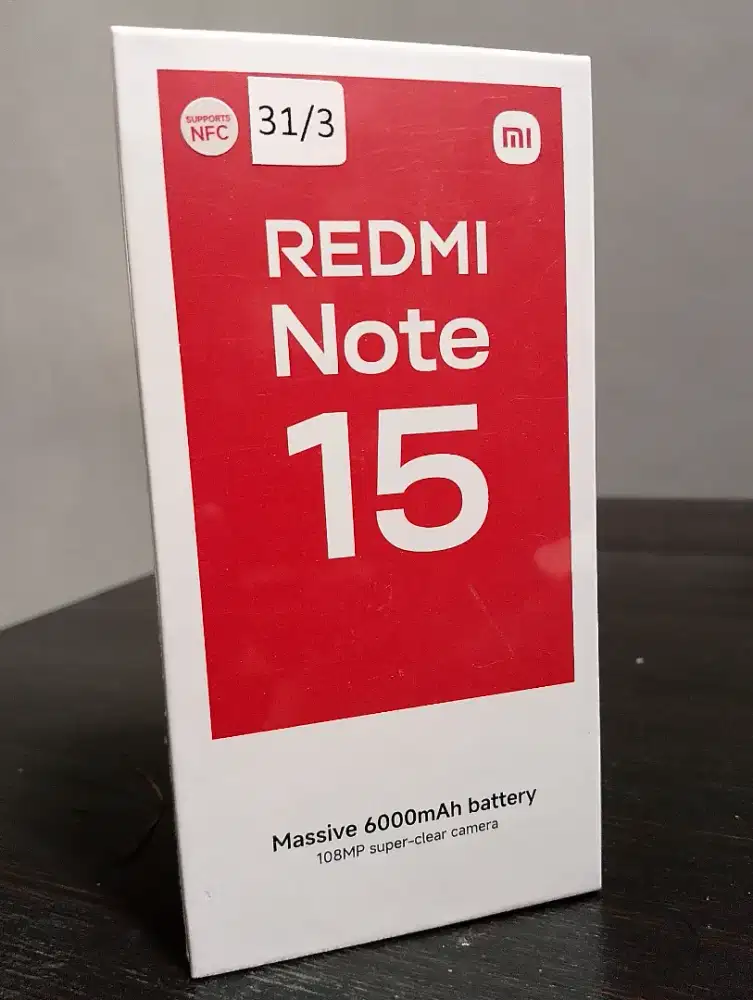 SUPPORTS
NFC
31/3
mi
REDMI
Note
15
Massive 6000mAh battery
108MP super-clear camera